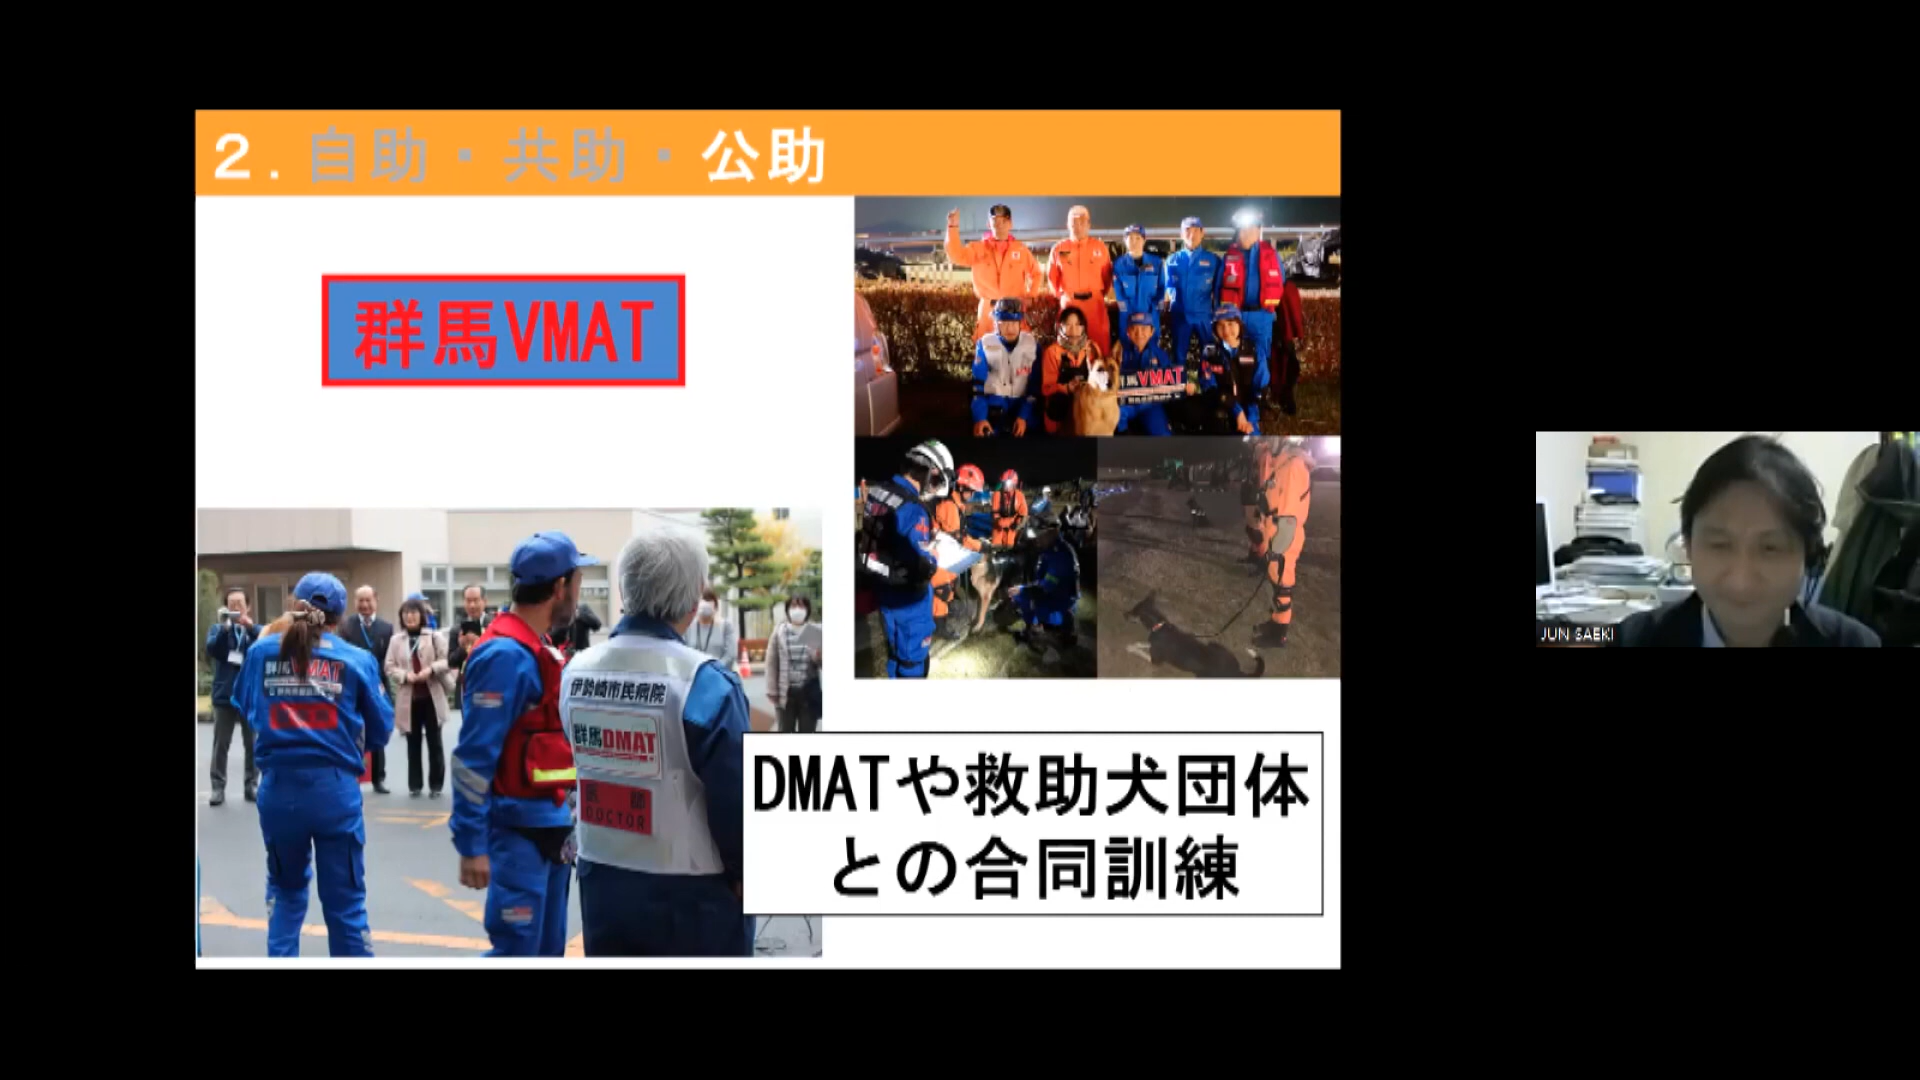 2. 自助・共助・公助
群馬VMAT
VMAT
群馬VMAT
伊勢崎市民病院
群馬DMAT
医師
DOCTOR
DMATや救助犬団体
との合同訓練
JUN SAEKI